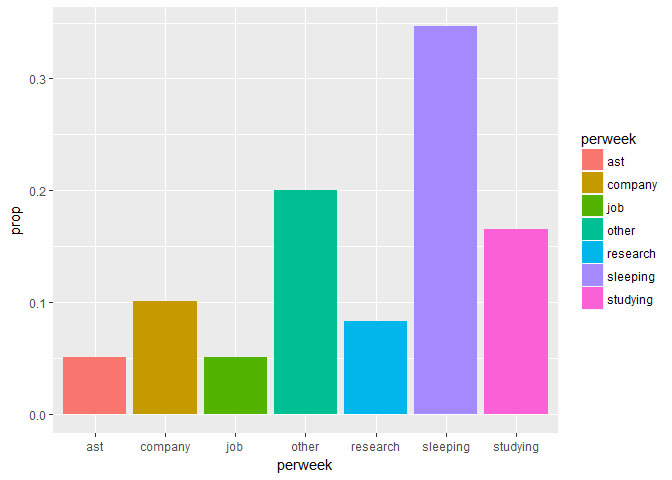 prop
0.3
0.2
0.1
0.0
ast company job other research sleeping studying
perweek
perweek
ast
company
job
other
research
sleeping
studying